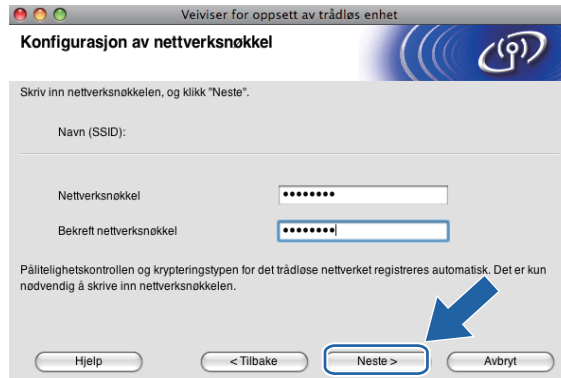 Veiviser for oppsett av trådløs enhet
Konfigurasjon av nettverksnøkkel
Skriv inn nettverksnøkkelen, og klikk "Neste".
Navn (SSID):
Nettverksnøkkel ••••••••
Bekreft nettverksnøkkel ••••••••
Pålitelighetskontrollen og krypteringstypen for det trådløse nettverket registreres automatisk. Det er kun
nødvendig å skrive inn nettverksnøkkelen.
Hjelp < Tilbake Neste > Avbryt